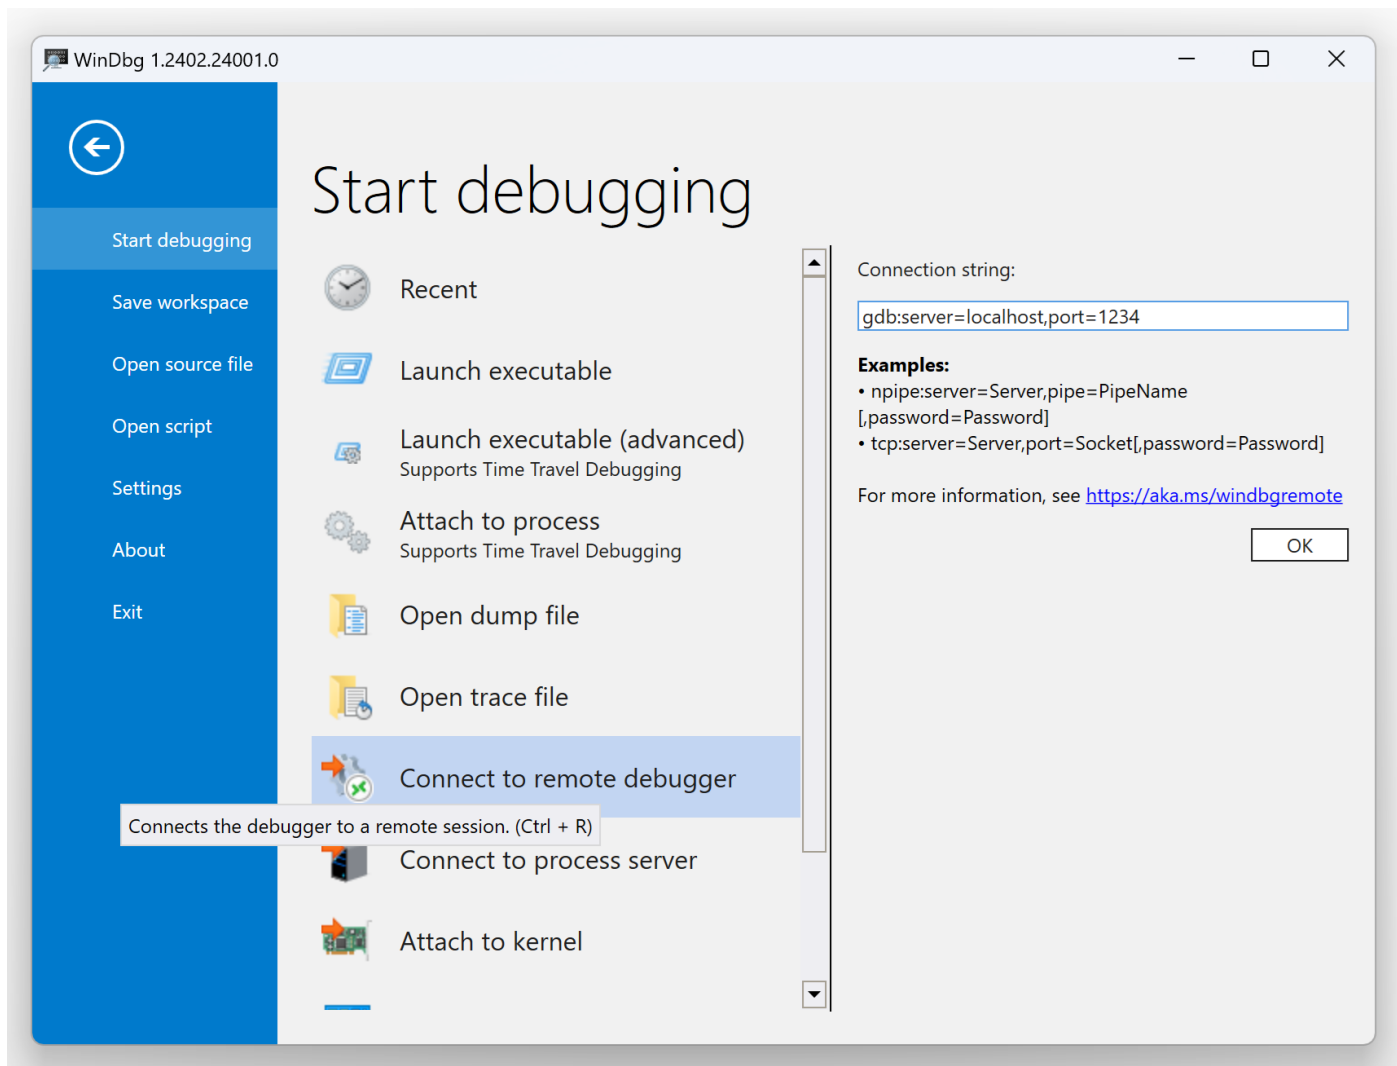 WinDbg 1.2402.24001.0
Start debugging
Save workspace
Open source file
Open script
Settings
About
Exit
Start debugging
Recent
Launch executable
Launch executable (advanced)
Supports Time Travel Debugging
Attach to process
Supports Time Travel Debugging
Open dump file
Open trace file
Connect to remote debugger
Connects the debugger to a remote session. (Ctrl + R)
Connect to process server
Attach to kernel
Connection string:
gdb:server=localhost,port=1234
Examples:
• npipe:server=Server,pipe=PipeName
[,password=Password]
• tcp:server=Server,port=Socket[,password=Password]
For more information, see https://aka.ms/windbgremote
OK